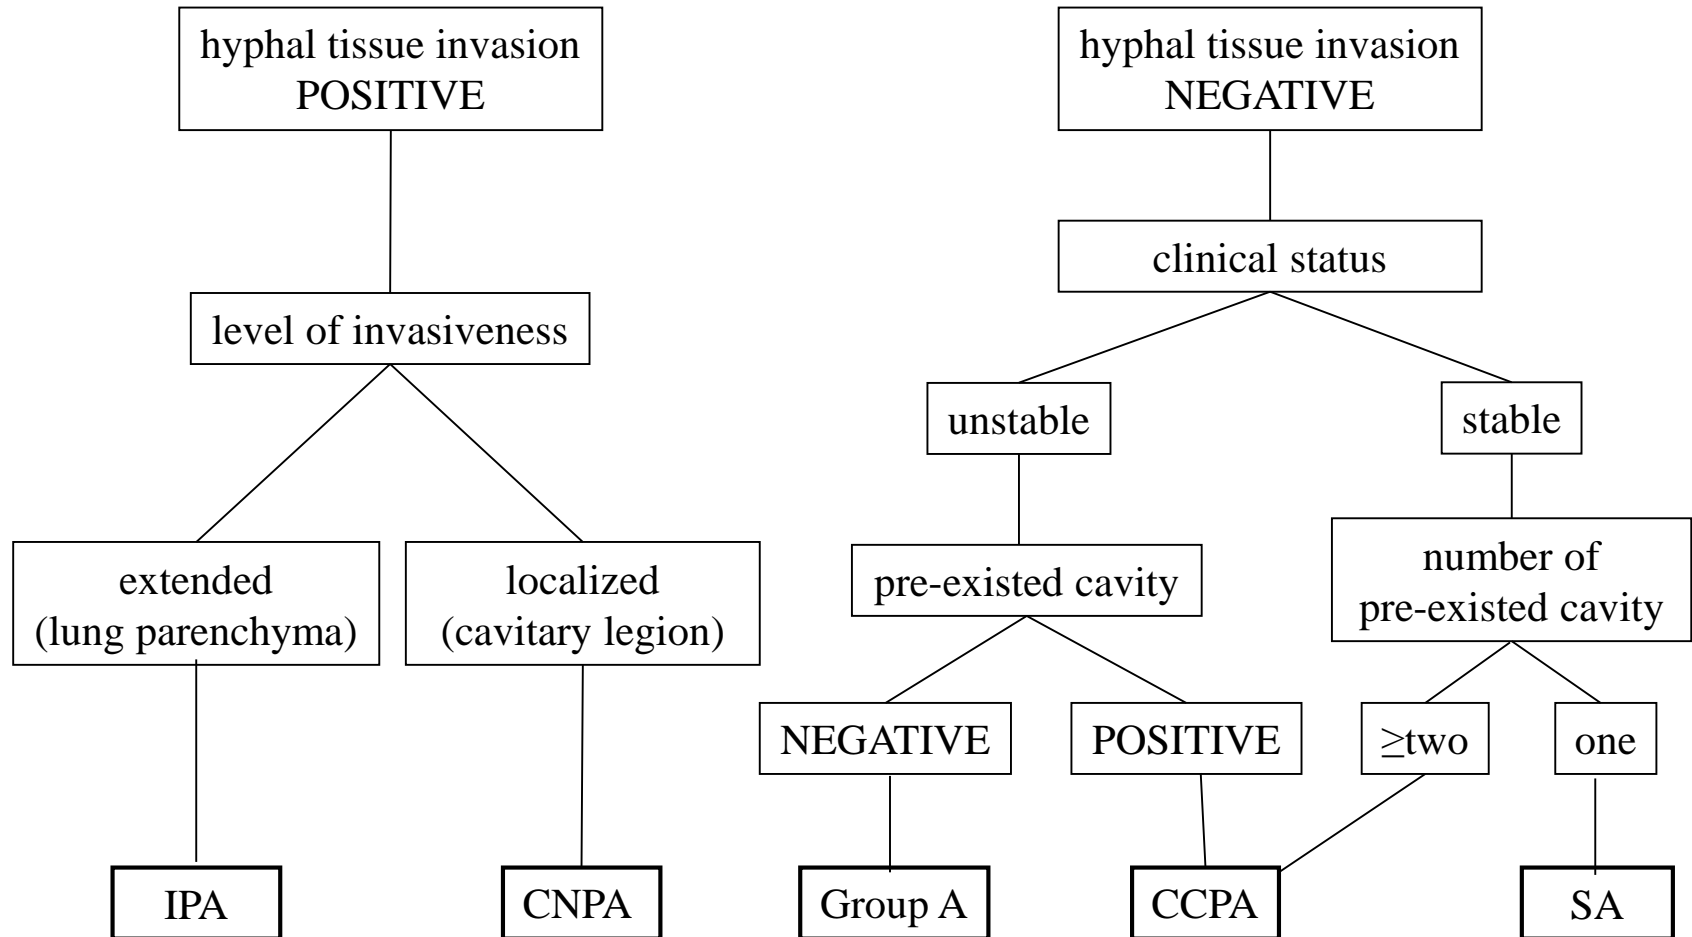 hyphal tissue invasion
POSITIVE
hyphal tissue invasion
NEGATIVE
clinical status
level of invasiveness
unstable
stable
extended
(lung parenchyma)
localized
(cavitary legion)
pre-existed cavity
number of
pre-existed cavity
NEGATIVE
POSITIVE
≥two
one
IPA
CNPA
Group A
CCPA
SA